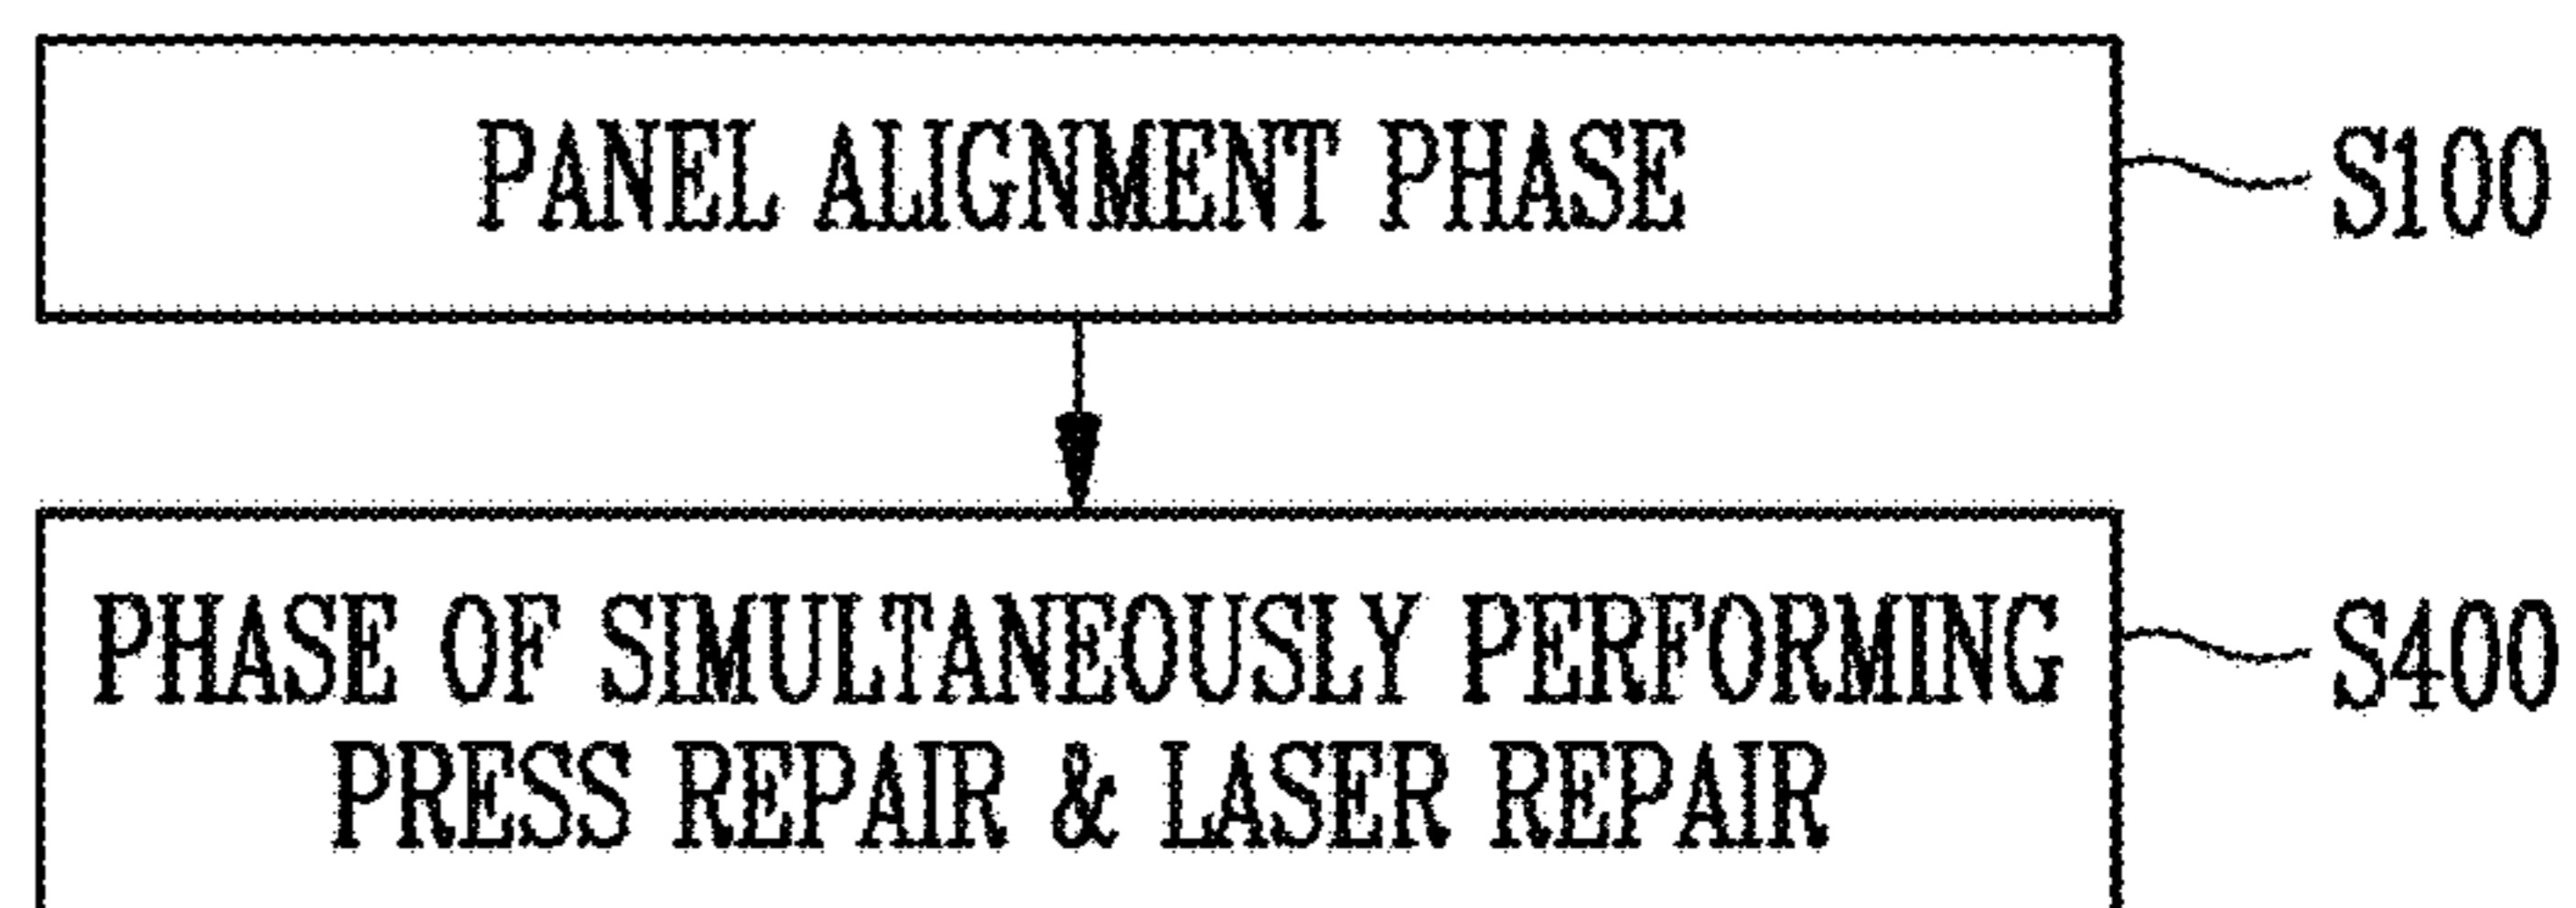 PANEL ALIGNMENT PHASE
S100
PHASE OF SIMULTANEOUSLY PERFORMING
S400
PRESS REPAIR & LASER REPAIR